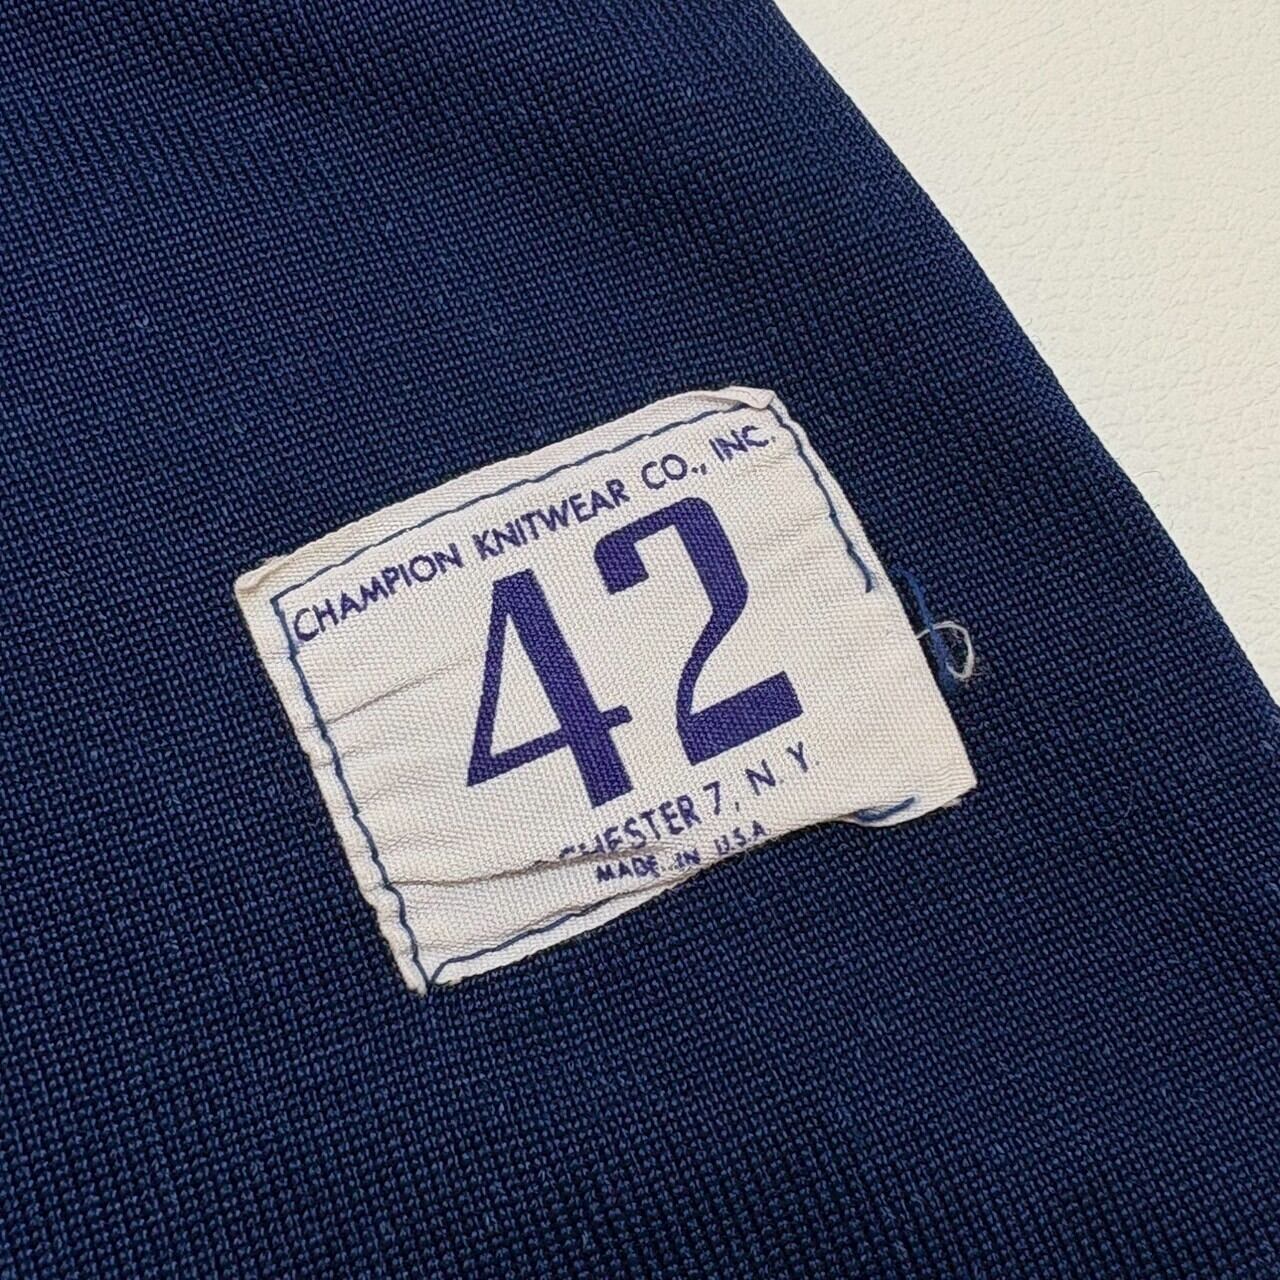 CHAMPION KNITWEAR CO., INC.
42
CHESTER 7, N.Y.
MADE IN U.S.A